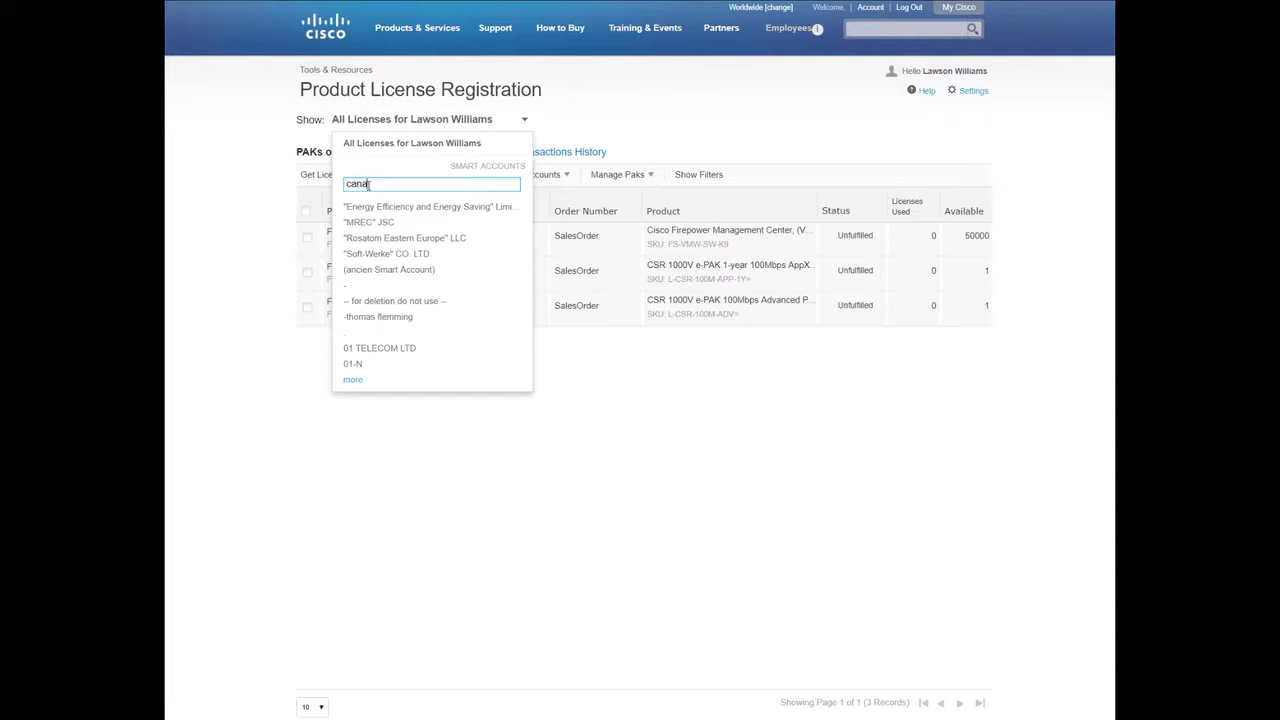 Worldwide [change] Welcome, Account Log Out My Cisco
CISCO
Products & Services Support How to Buy Training & Events Partners Employees
Tools & Resources
Hello Lawson Williams
Product License Registration
Help Settings
Show: All Licenses for Lawson Williams
All Licenses for Lawson Williams
PAKs o
nsactions History
SMART ACCOUNTS
Get Lice
counts Manage Paks Show Filters
cana
Order Number Product Status Licenses Used Available
"Energy Efficiency and Energy Saving" Limi...
"MREC" JSC
"Rosatom Eastern Europe" LLC
"Soft-Werke" CO. LTD.
(ancien Smart Account)
-
-- for deletion do not use --
-thomas flemming
.
01 TELECOM LTD
01-N
more
SalesOrder Cisco Firepower Management Center, (V... Unfulfilled 0 50000
SKU: FS-VMW-SW-K9
SalesOrder CSR 1000V e-PAK 1-year 100Mbps AppX... Unfulfilled 0 1
SKU: L-CSR-100M-APP-1Y=
SalesOrder CSR 1000V e-PAK 100Mbps Advanced P... Unfulfilled 0 1
SKU: L-CSR-100M-ADV=
10 Showing Page 1 of 1 (3 Records)